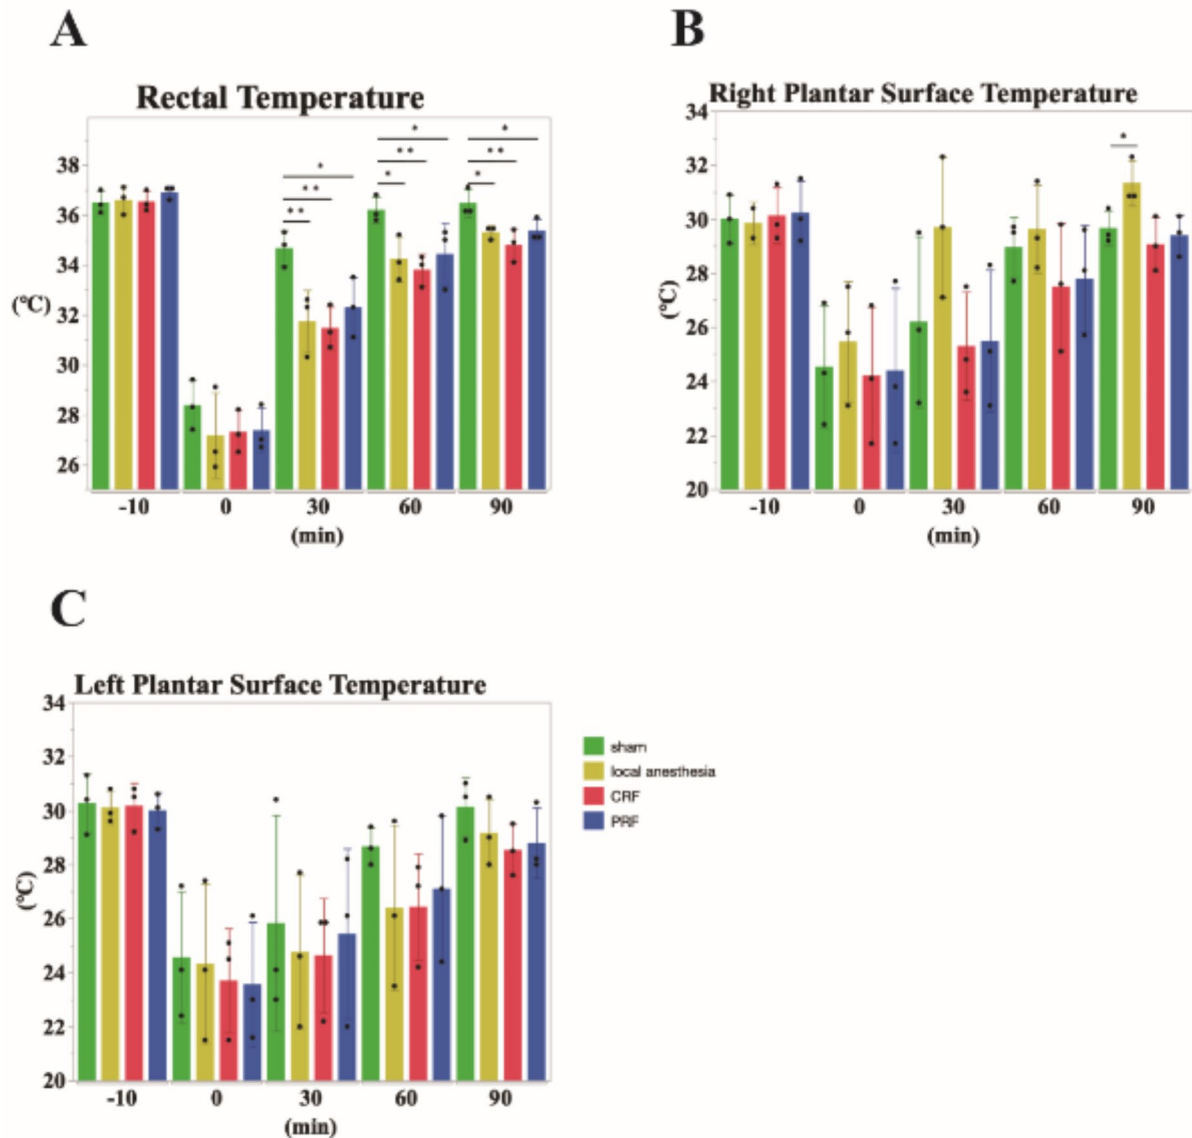 A
Rectal Temperature
(℃)
38
36
34
32
30
28
26
* * * * * *
* * * * * *
* * * *
-10 0 30 60 90
(min)
B
Right Plantar Surface Temperature
(℃)
34
32
30
28
26
24
22
20
*
-10 0 30 60 90
(min)
C
Left Plantar Surface Temperature
(℃)
34
32
30
28
26
24
22
20
-10 0 30 60 90
(min)
sham
local anesthesia
CRF
PRF